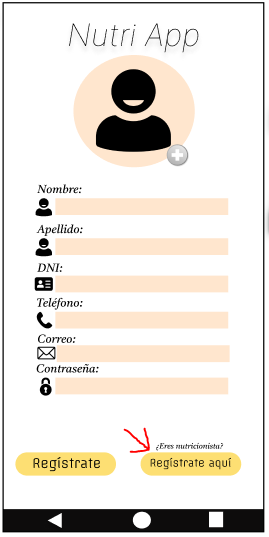 Nutri App
Nombre:
Apellido:
DNI:
Teléfono:
Correo:
Contraseña:
¿Eres nutricionista?
Regístrate
Regístrate aquí